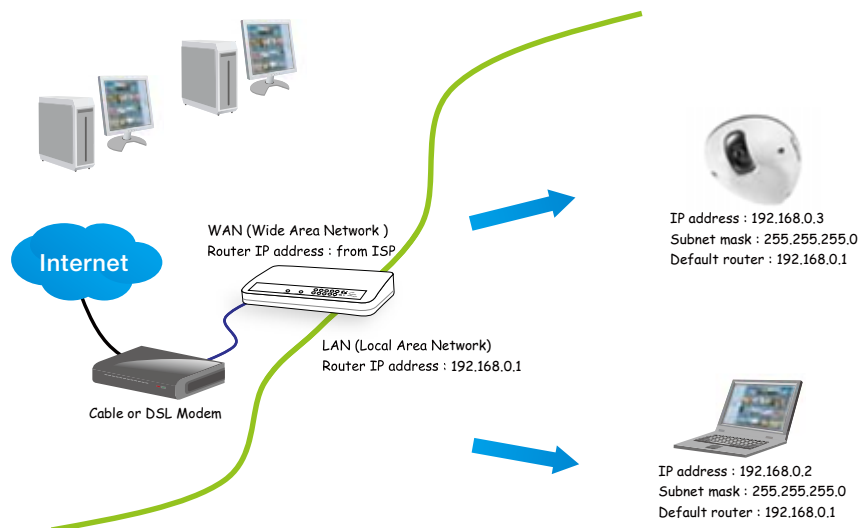 WAN (Wide Area Network )
Router IP address : from ISP
Internet
IP address : 192.168.0.3
Subnet mask : 255.255.255.0
Default router : 192.168.0.1
LAN (Local Area Network)
Router IP address : 192.168.0.1
Cable or DSL Modem
IP address : 192.168.0.2
Subnet mask : 255.255.255.0
Default router : 192.168.0.1